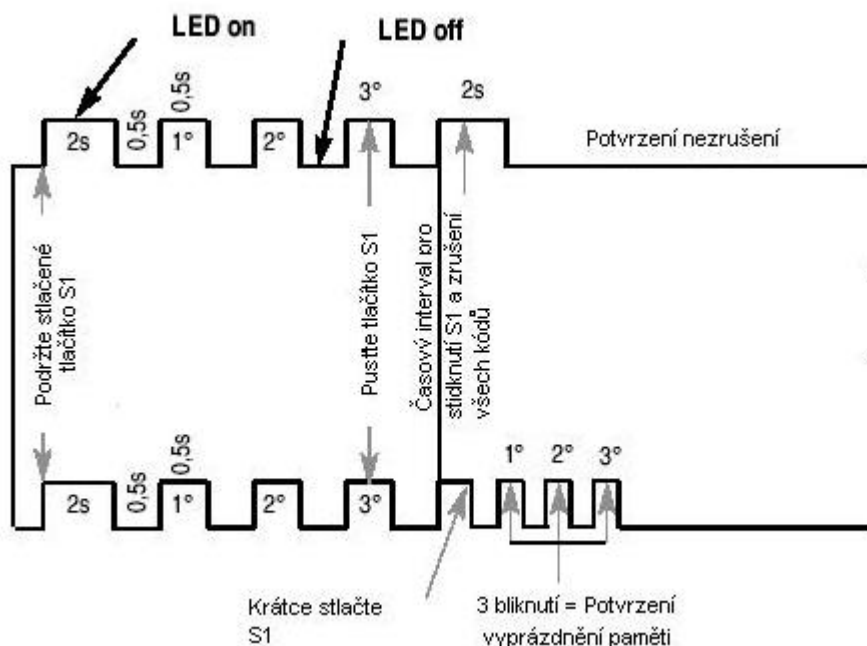 LED on
LED off
2s
0,5s
0,5s
1°
2°
3°
2s
Potvrzení nezrušení
Podržte stlačené
tlačítko S1
Pusťte tlačítko S1
Časový interval pro
stidknutí S1 a zrušení
všech kódů
2s
0,5s
0,5s
1°
2°
3°
1°
2°
3°
Krátce stlačte
S1
3 bliknutí = Potvrzení
vyprázdnění paměti